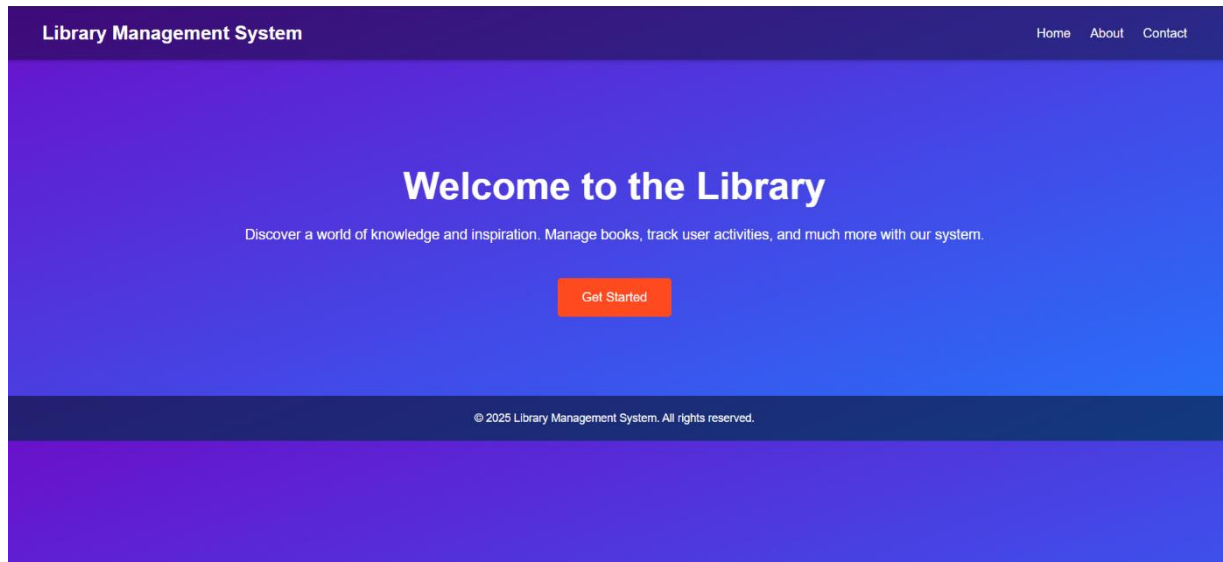 Library Management System
Home About Contact
Welcome to the Library
Discover a world of knowledge and inspiration. Manage books, track user activities, and much more with our system.
Get Started
© 2025 Library Management System. All rights reserved.